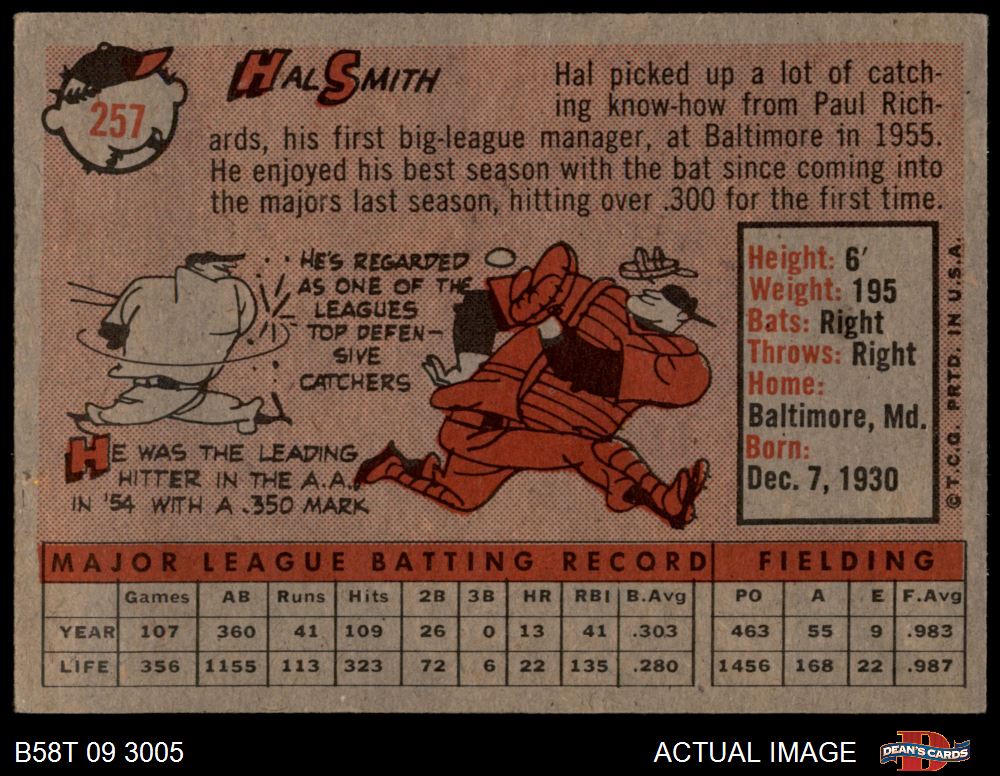 257
HAL SMITH
Hal picked up a lot of catch-
ing know-how from Paul Rich-
ards, his first big-league manager, at Baltimore in 1955.
He enjoyed his best season with the bat since coming into
the majors last season, hitting over .300 for the first time.
HE'S REGARDED
AS ONE OF THE
LEAGUES
TOP DEFEN-
SIVE
CATCHERS
HE WAS THE LEADING
HITTER IN THE A.A.
IN '54 WITH A .350 MARK
Height: 6'
Weight: 195
Bats: Right
Throws: Right
Home:
Baltimore, Md.
Born:
Dec. 7, 1930
© T.C.G. PRTD. IN U.S.A.
MAJOR LEAGUE BATTING RECORD FIELDING
Games AB Runs Hits 2B 3B HR RBI B.Avg PO A E F.Avg
YEAR 107 360 41 109 26 0 13 41 .303 463 55 9 .983
LIFE 356 1155 113 323 72 6 22 135 .280 1456 168 22 .987
B58T 09 3005
ACTUAL IMAGE
D
DEAN'S CARDS